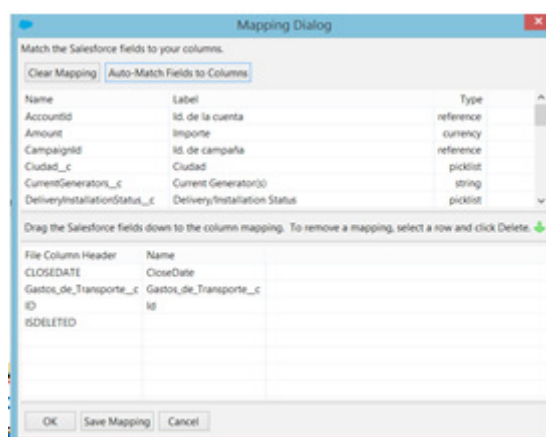 Mapping Dialog
Match the Salesforce fields to your columns.
Clear Mapping Auto-Match Fields to Columns
Name Label Type
AccountId Id. de la cuenta reference
Amount Importe currency
CampaignId Id. de campaña reference
Ciudad__c Ciudad picklist
CurrentGenerators__c Current Generator(s) string
DeliveryInstallationStatus__c Delivery/Installation Status picklist
Drag the Salesforce fields down to the column mapping. To remove a mapping, select a row and click Delete.
File Column Header Name
CLOSEDATE CloseDate
Gastos_de_Transporte__c Gastos_de_Transporte__c
ID Id
ISDELETED
OK Save Mapping Cancel